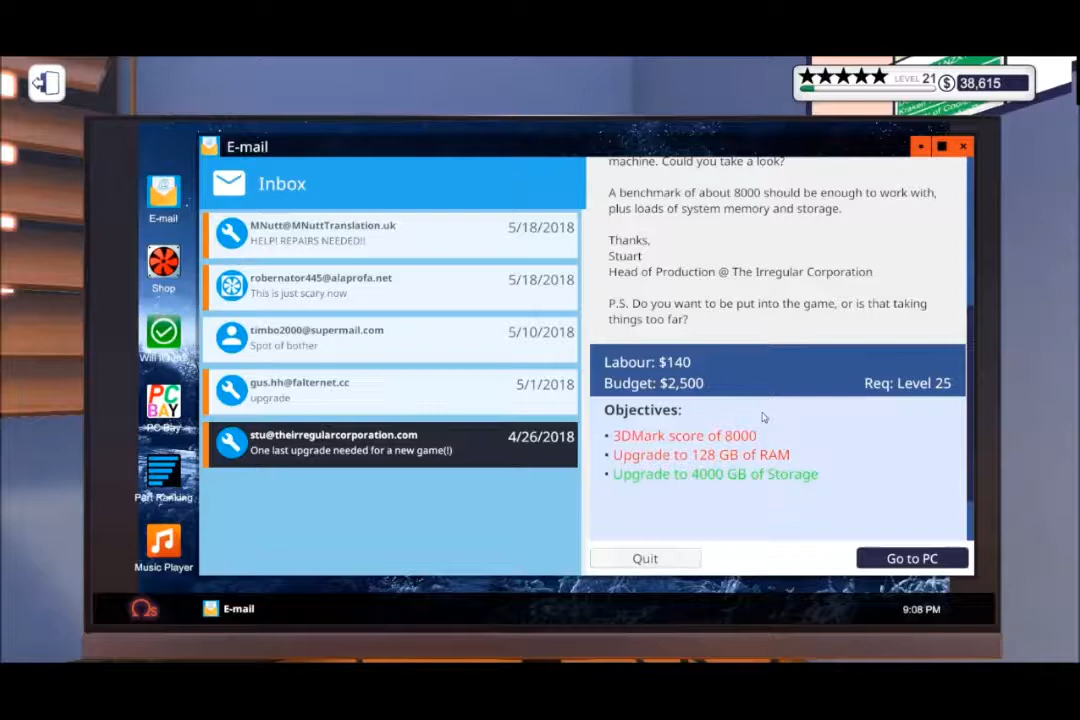 LEVEL 21
$ 38,615
E-mail
Inbox
MNutt@MNuttTranslation.uk
5/18/2018
HELP! REPAIRS NEEDED!!
robernator445@alaprofa.net
5/18/2018
This is just scary now
timbo2000@supermail.com
5/10/2018
Spot of bother
gus.hh@falternet.cc
5/1/2018
upgrade
stu@theirregularcorporation.com
4/26/2018
One last upgrade needed for a new game(!)
machine. Could you take a look?
A benchmark of about 8000 should be enough to work with,
plus loads of system memory and storage.
Thanks,
Stuart
Head of Production @ The Irregular Corporation
P.S. Do you want to be put into the game, or is that taking
things too far?
Labour: $140
Budget: $2,500
Req: Level 25
Objectives:
• 3DMark score of 8000
• Upgrade to 128 GB of RAM
• Upgrade to 4000 GB of Storage
Quit
Go to PC
E-mail
Shop
PC
BAY
PC Bay
Part Ranking
Music Player
Ωs
E-mail
9:08 PM